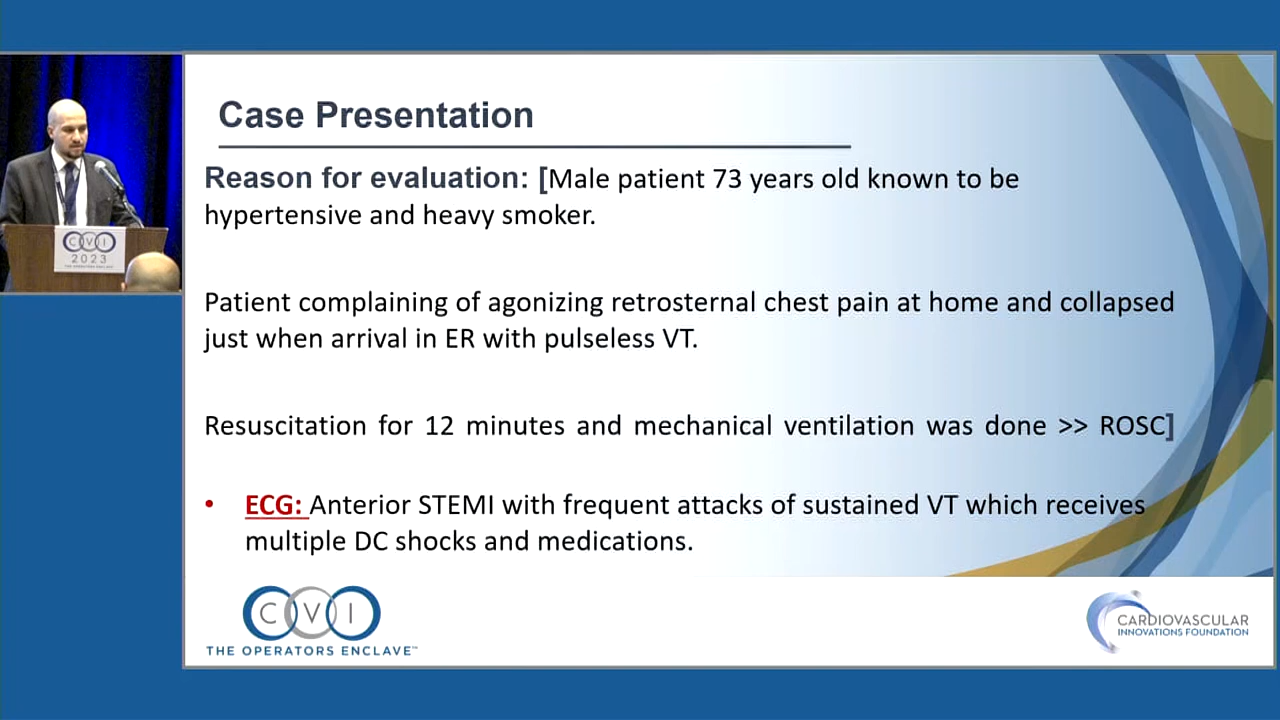 Case Presentation
Reason for evaluation: [Male patient 73 years old known to be
hypertensive and heavy smoker.
Patient complaining of agonizing retrosternal chest pain at home and collapsed
just when arrival in ER with pulseless VT.
Resuscitation for 12 minutes and mechanical ventilation was done >> ROSC]
• ECG: Anterior STEMI with frequent attacks of sustained VT which receives
multiple DC shocks and medications.
CVI
2023
THE OPERATORS ENCLAVE
CVI
THE OPERATORS ENCLAVE™
CARDIOVASCULAR
INNOVATIONS FOUNDATION